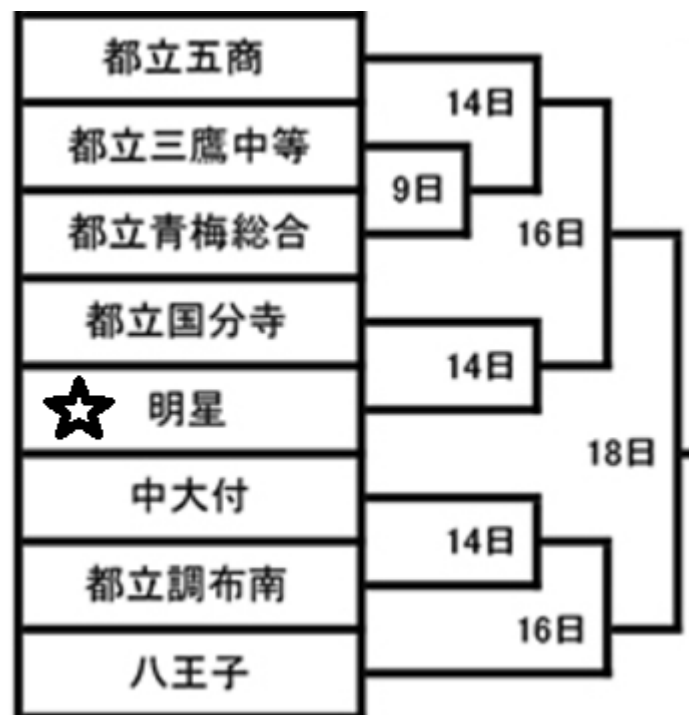 都立五商
14日
都立三鷹中等
9日
都立青梅総合
16日
都立国分寺
14日
明星
18日
中大付
14日
都立調布南
16日
八王子